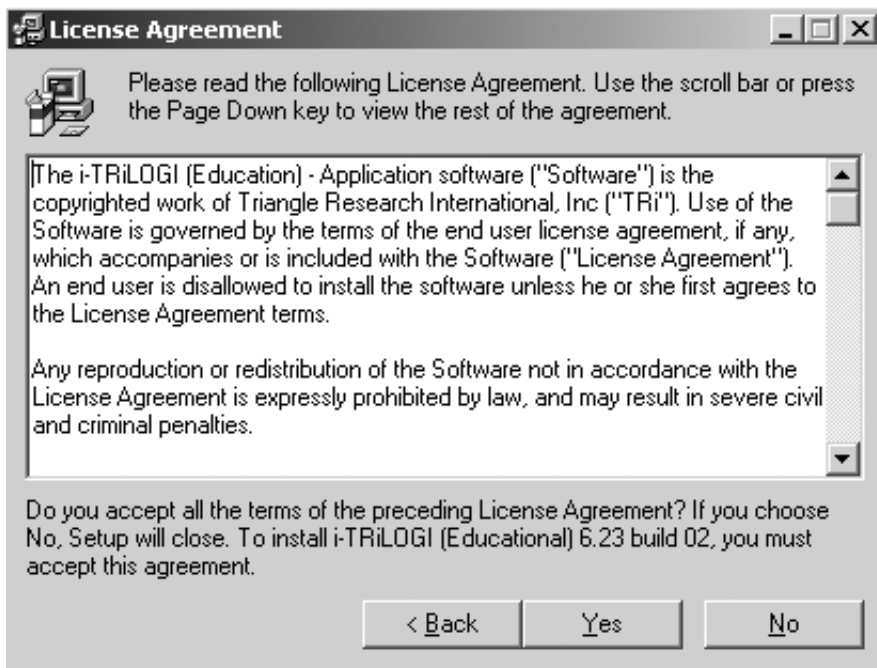 License Agreement
Please read the following License Agreement. Use the scroll bar or press
the Page Down key to view the rest of the agreement.
The i-TRiLOGI (Education) - Application software ("Software") is the
copyrighted work of Triangle Research International, Inc ("TRi"). Use of the
Software is governed by the terms of the end user license agreement, if any,
which accompanies or is included with the Software ("License Agreement").
An end user is disallowed to install the software unless he or she first agrees to
the License Agreement terms.
Any reproduction or redistribution of the Software not in accordance with the
License Agreement is expressly prohibited by law, and may result in severe civil
and criminal penalties.
Do you accept all the terms of the preceding License Agreement? If you choose
No, Setup will close. To install i-TRiLOGI (Educational) 6.23 build 02, you must
accept this agreement.
< Back Yes No